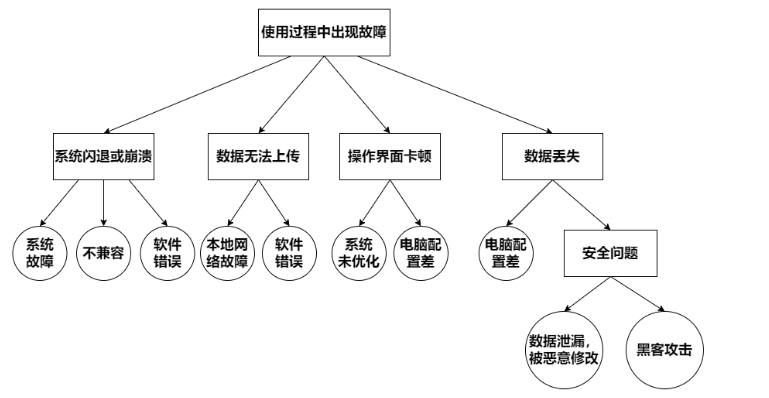 使用过程中出现故障
系统闪退或崩溃
数据无法上传
操作界面卡顿
数据丢失
系统
故障
不兼容
软件
错误
本地网
络故障
软件
错误
系统
未优化
电脑配
置差
电脑配
置差
安全问题
数据泄漏，
被恶意修改
黑客攻击